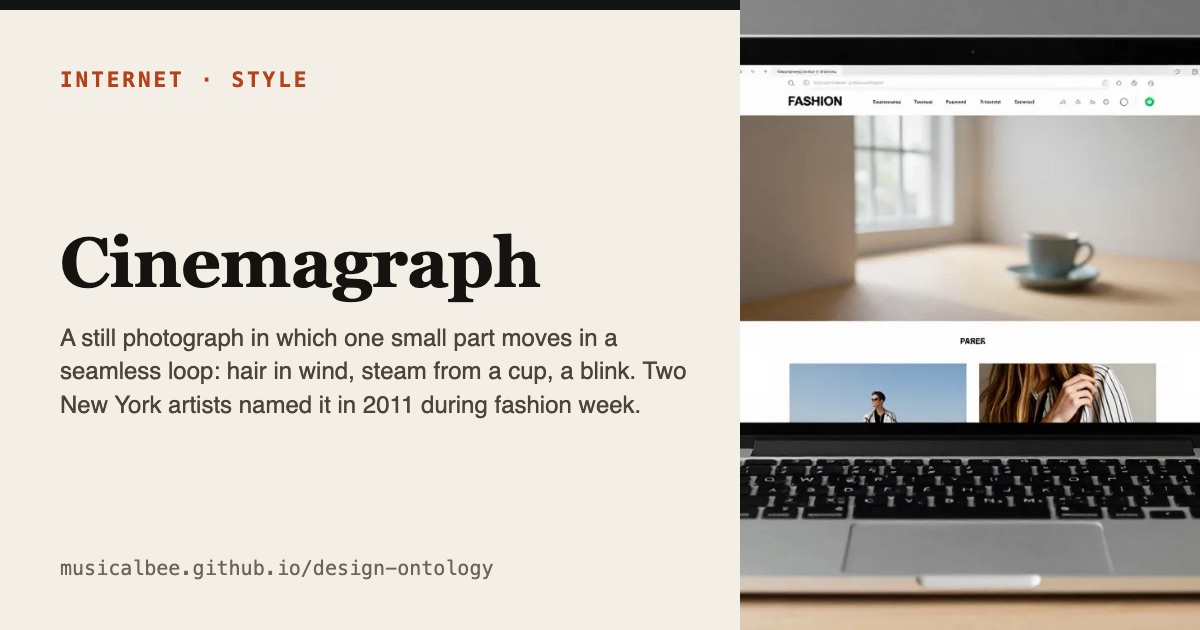 INTERNET · STYLE
Cinemagraph
A still photograph in which one small part moves in a
seamless loop: hair in wind, steam from a cup, a blink. Two
New York artists named it in 2011 during fashion week.
musicalbee.github.io/design-ontology
FASHION